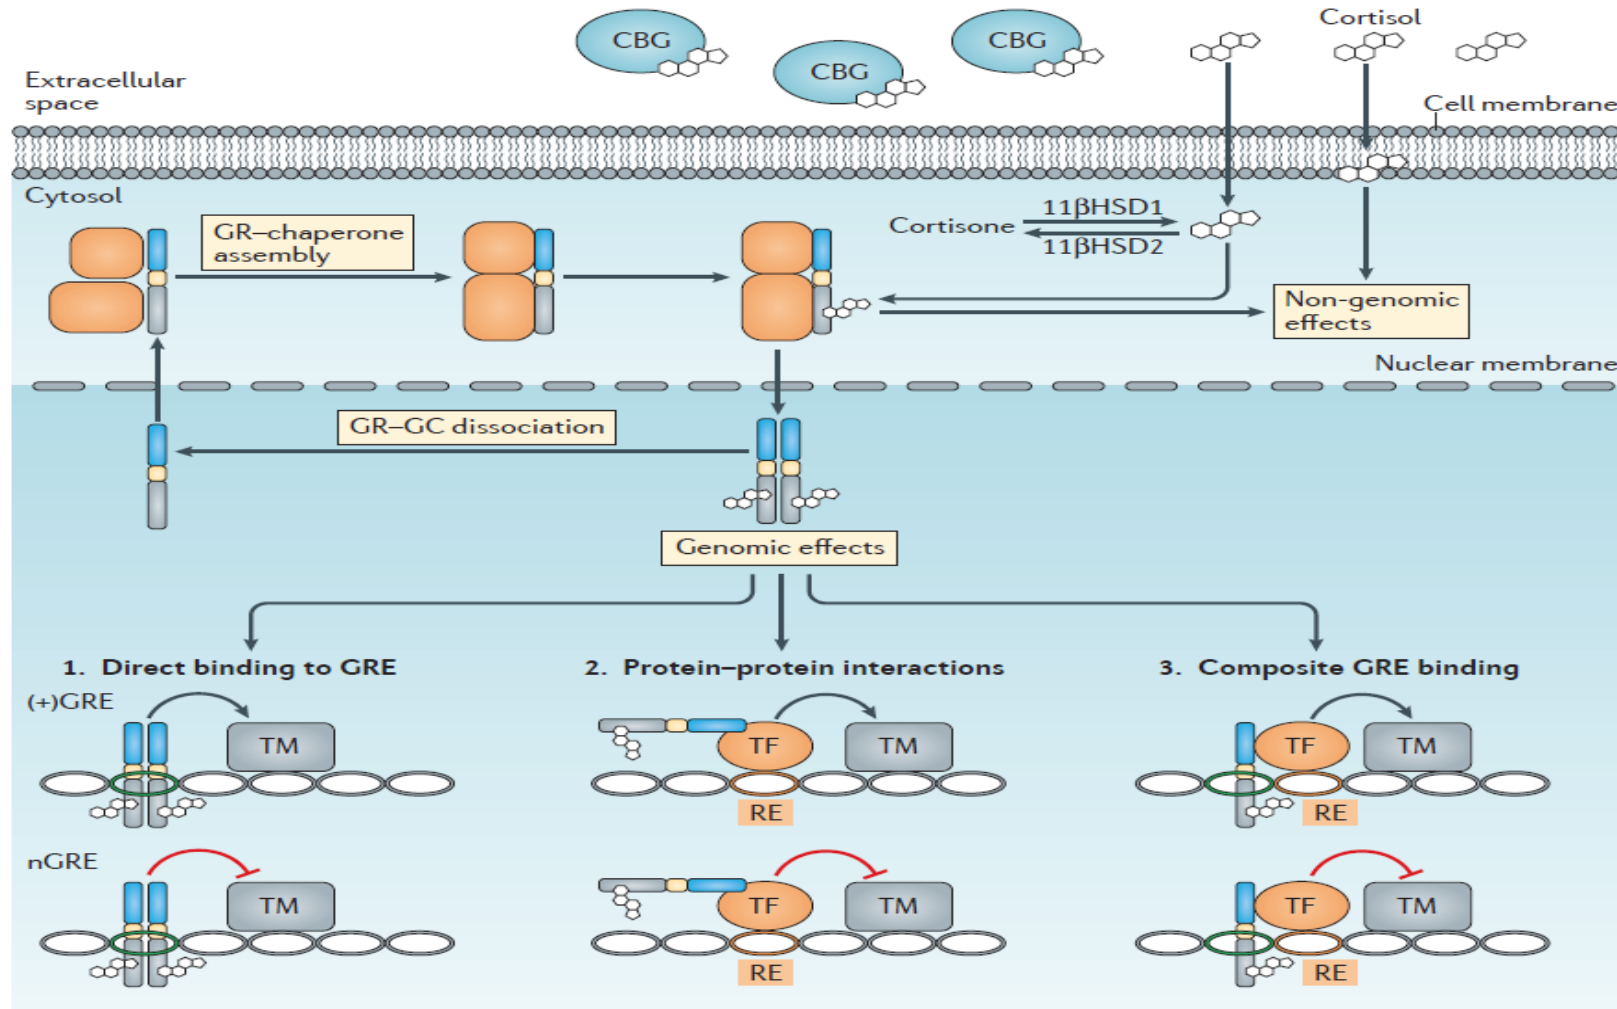 CBG
CBG
CBG
Cortisol
Extracellular
space
Cell membrane
Cytosol
GR–chaperone
assembly
Cortisone
11βHSD1
11βHSD2
Non-genomic
effects
Nuclear membrane
GR–GC dissociation
Genomic effects
1. Direct binding to GRE
2. Protein–protein interactions
3. Composite GRE binding
(+)GRE
TM
TF
TM
TF
TM
RE
RE
nGRE
TM
TF
TM
TF
TM
RE
RE